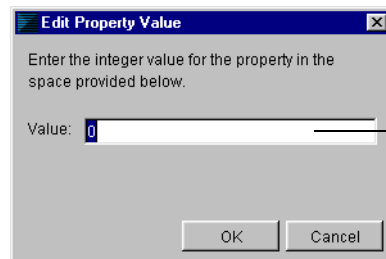 Edit Property Value
Enter the integer value for the property in the
space provided below.
Value: 0
OK Cancel